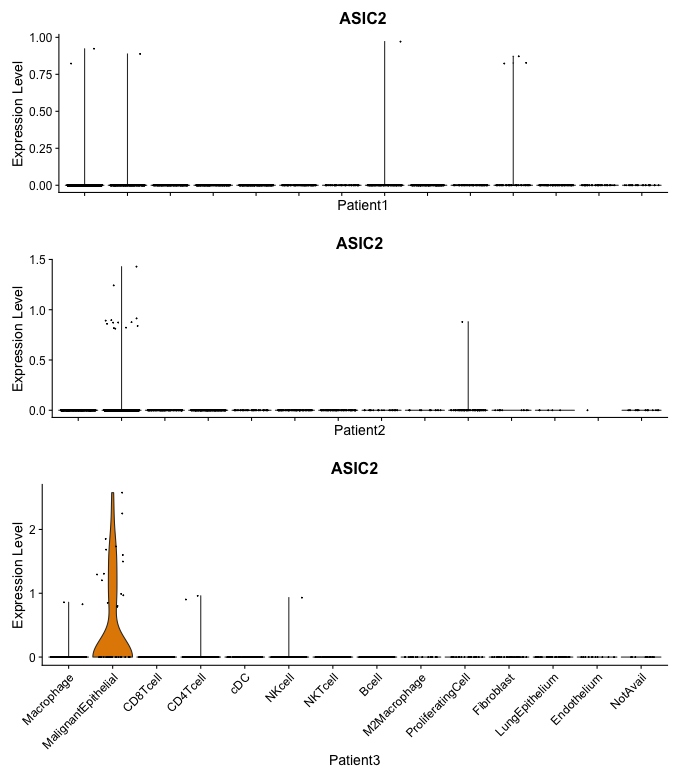 ASIC2
Expression Level
1.00
0.75
0.50
0.25
0.00
Patient1
ASIC2
Expression Level
1.5
1.0
0.5
0.0
Patient2
ASIC2
Expression Level
2
1
0
Macrophage
MalignantEpithelial
CD8Tcell
CD4Tcell
cDC
NKcell
NKTcell
Bcell
M2Macrophage
ProliferatingCell
Fibroblast
LungEpithelium
Endothelium
NotAvail
Patient3